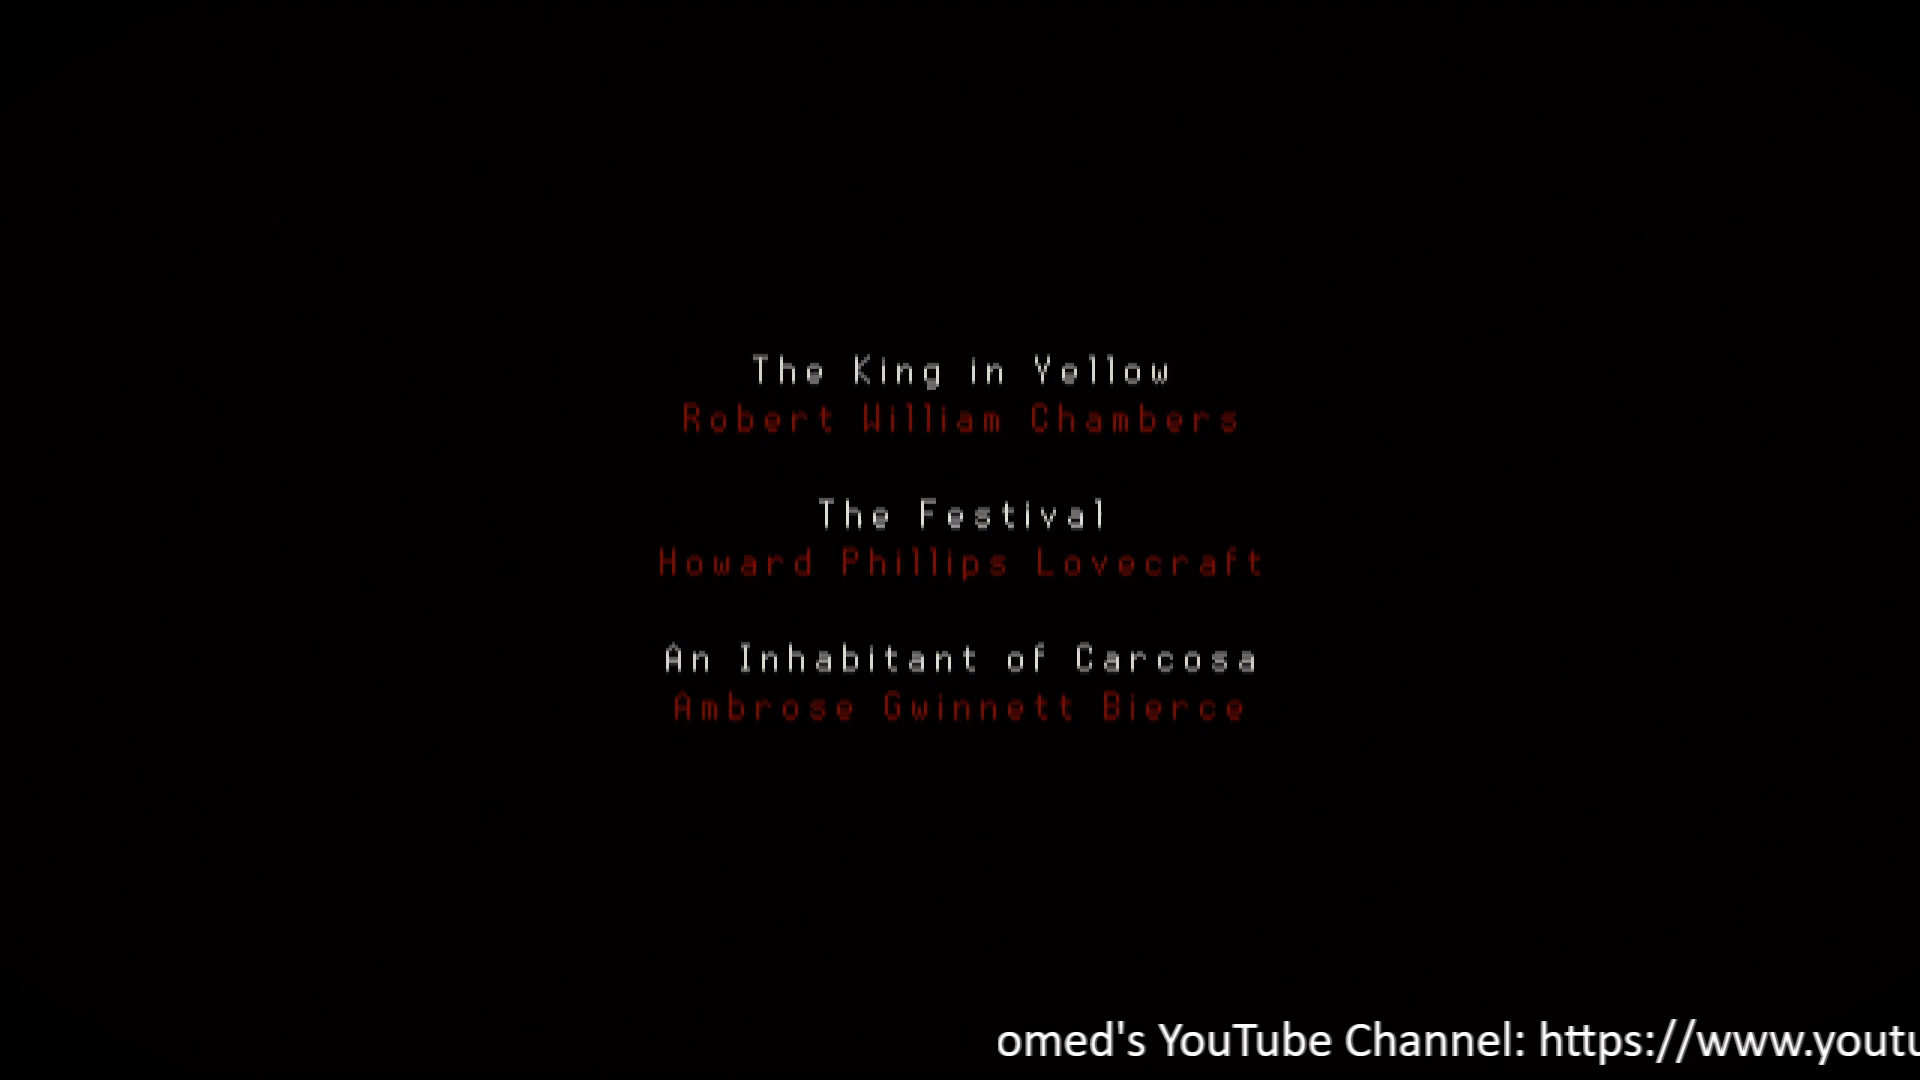 The King in Yellow
Robert William Chambers
The Festival
Howard Phillips Lovecraft
An Inhabitant of Carcosa
Ambrose Gwinnett Bierce
omed's YouTube Channel: https://www.youtu